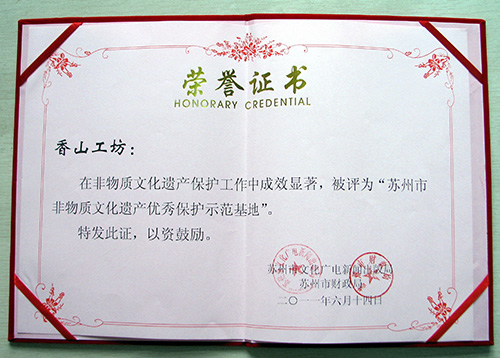 荣誉证书
HONORARY CREDENTIAL
香山工坊：
在非物质文化遗产保护工作中成效显著，被评为“苏州市
非物质文化遗产优秀保护示范基地”。
特发此证，以资鼓励。
苏州市文化广电新闻出版局
苏州市财政局
二〇一一年六月十四日